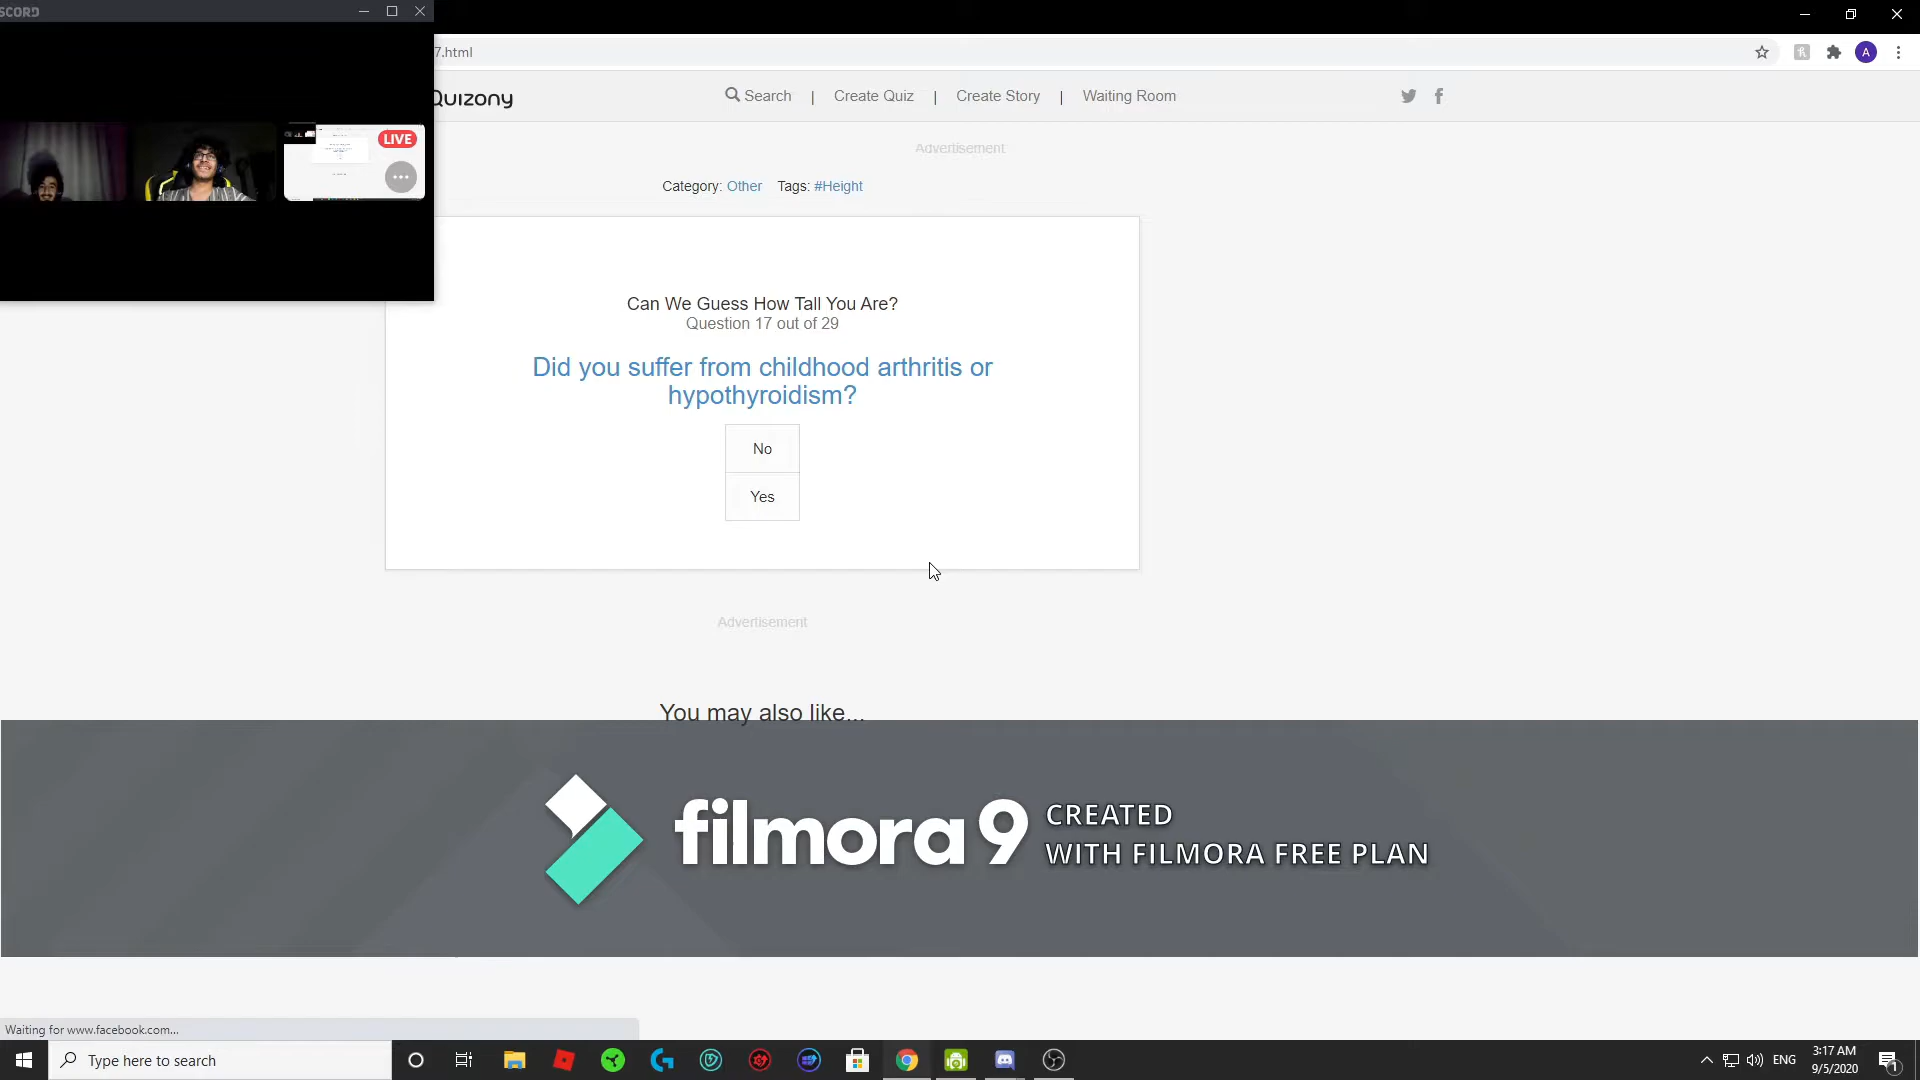 SCORD
7.html
Quizony
Search | Create Quiz | Create Story | Waiting Room
A
LIVE
Advertisement
Category: Other Tags: #Height
Can We Guess How Tall You Are?
Question 17 out of 29
Did you suffer from childhood arthritis or
hypothyroidism?
No
Yes
Advertisement
You may also like...
filmora9
CREATED
WITH FILMORA FREE PLAN
Waiting for www.facebook.com...
Type here to search
ENG
3:17 AM
9/5/2020
1